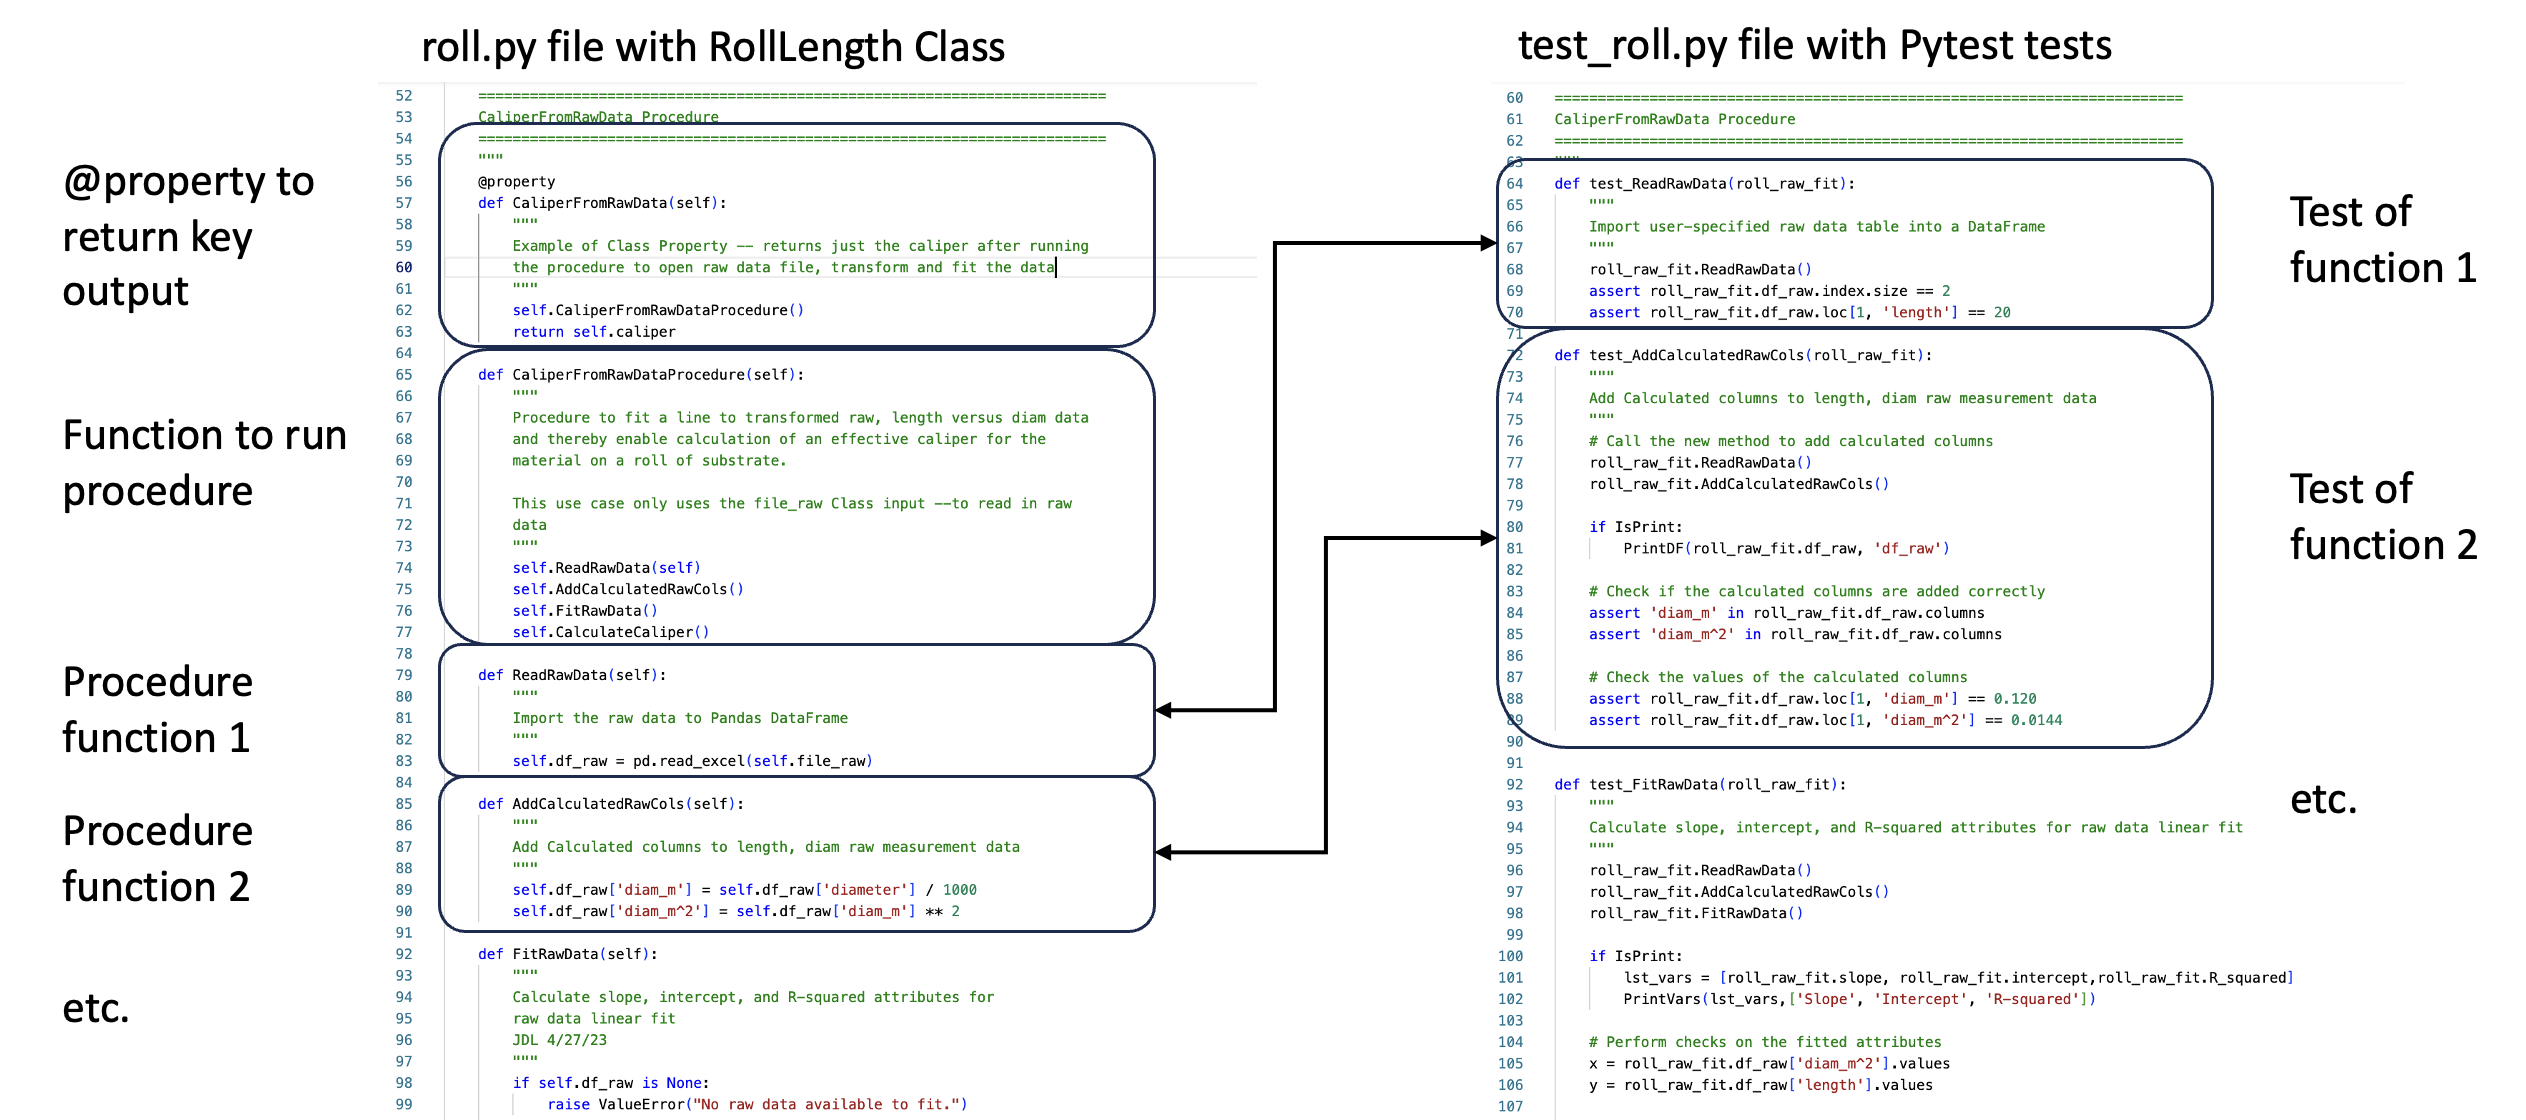 roll.py file with RollLength Class
@property to
return key
output
Function to run
procedure
Procedure
function 1
Procedure
function 2
etc.
52 =========================================================================
53 CaliperFromRawData Procedure
54 =========================================================================
55 """
56 @property
57 def CaliperFromRawData(self):
58 """
59 Example of Class Property -- returns just the caliper after running
60 the procedure to open raw data file, transform and fit the data
61 """
62 self.CaliperFromRawDataProcedure()
63 return self.caliper
64
65 def CaliperFromRawDataProcedure(self):
66 """
67 Procedure to fit a line to transformed raw, length versus diam data
68 and thereby enable calculation of an effective caliper for the
69 material on a roll of substrate.
70
71 This use case only uses the file_raw Class input --to read in raw
72 data
73 """
74 self.ReadRawData(self)
75 self.AddCalculatedRawCols()
76 self.FitRawData()
77 self.CalculateCaliper()
78
79 def ReadRawData(self):
80 """
81 Import the raw data to Pandas DataFrame
82 """
83 self.df_raw = pd.read_excel(self.file_raw)
84
85 def AddCalculatedRawCols(self):
86 """
87 Add Calculated columns to length, diam raw measurement data
88 """
89 self.df_raw['diam_m'] = self.df_raw['diameter'] / 1000
90 self.df_raw['diam_m^2'] = self.df_raw['diam_m'] ** 2
91
92 def FitRawData(self):
93 """
94 Calculate slope, intercept, and R-squared attributes for
95 raw data linear fit
96 JDL 4/27/23
97 """
98 if self.df_raw is None:
99 raise ValueError("No raw data available to fit.")
test_roll.py file with Pytest tests
60 =========================================================================
61 CaliperFromRawData Procedure
62 =========================================================================
63 """
64 def test_ReadRawData(roll_raw_fit):
65 """
66 Import user-specified raw data table into a DataFrame
67 """
68 roll_raw_fit.ReadRawData()
69 assert roll_raw_fit.df_raw.index.size == 2
70 assert roll_raw_fit.df_raw.loc[1, 'length'] == 20
71
72 def test_AddCalculatedRawCols(roll_raw_fit):
73 """
74 Add Calculated columns to length, diam raw measurement data
75 """
76 # Call the new method to add calculated columns
77 roll_raw_fit.ReadRawData()
78 roll_raw_fit.AddCalculatedRawCols()
79
80 if IsPrint:
81 PrintDF(roll_raw_fit.df_raw, 'df_raw')
82
83 # Check if the calculated columns are added correctly
84 assert 'diam_m' in roll_raw_fit.df_raw.columns
85 assert 'diam_m^2' in roll_raw_fit.df_raw.columns
86
87 # Check the values of the calculated columns
88 assert roll_raw_fit.df_raw.loc[1, 'diam_m'] == 0.120
89 assert roll_raw_fit.df_raw.loc[1, 'diam_m^2'] == 0.0144
90
91
92 def test_FitRawData(roll_raw_fit):
93 """
94 Calculate slope, intercept, and R-squared attributes for raw data linear fit
95 """
96 roll_raw_fit.ReadRawData()
97 roll_raw_fit.AddCalculatedRawCols()
98 roll_raw_fit.FitRawData()
99
100 if IsPrint:
101 lst_vars = [roll_raw_fit.slope, roll_raw_fit.intercept,roll_raw_fit.R_squared]
102 PrintVars(lst_vars,['Slope', 'Intercept', 'R-squared'])
103
104 # Perform checks on the fitted attributes
105 x = roll_raw_fit.df_raw['diam_m^2'].values
106 y = roll_raw_fit.df_raw['length'].values
107
Test of
function 1
Test of
function 2
etc.